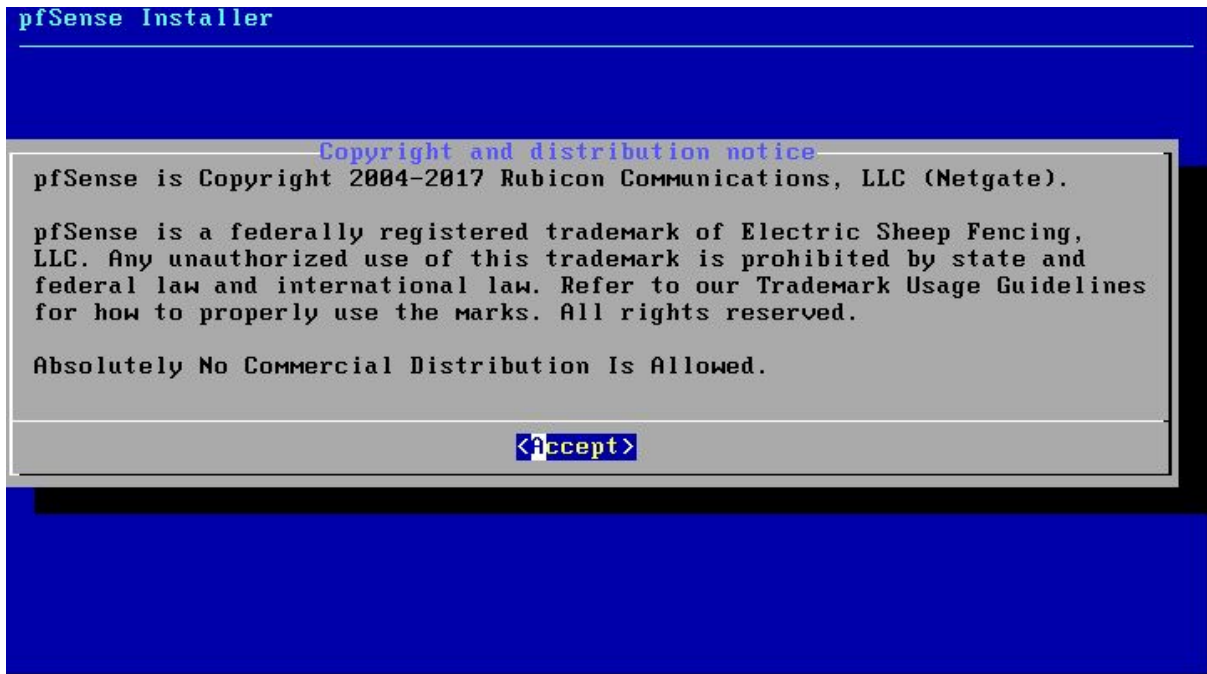 pfSense Installer
Copyright and distribution notice
pfSense is Copyright 2004-2017 Rubicon Communications, LLC (Netgate).
pfSense is a federally registered trademark of Electric Sheep Fencing,
LLC. Any unauthorized use of this trademark is prohibited by state and
federal law and international law. Refer to our Trademark Usage Guidelines
for how to properly use the marks. All rights reserved.
Absolutely No Commercial Distribution Is Allowed.
<Accept>